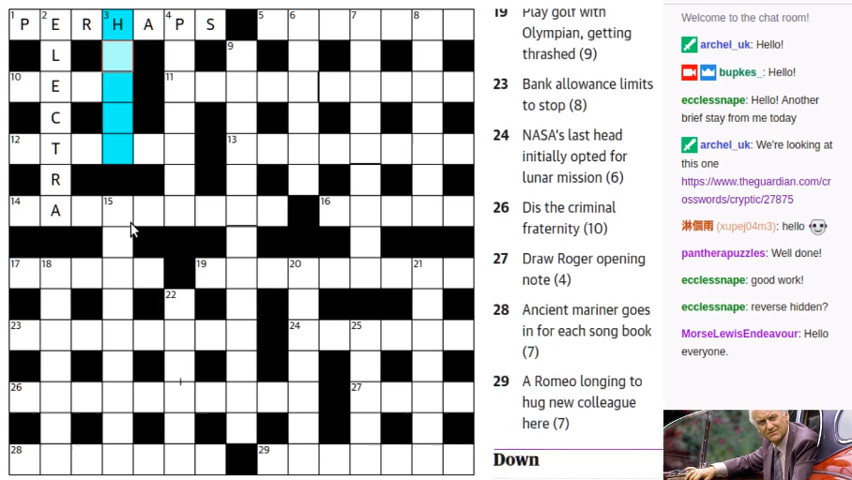 1 2 3 4 5 6 7 8
P E R H A P S
L 9
10 E 11
C
12 T 13
R
14 A 15 16
17 18 19 20 21
22
23 24 25
26 27
28 29
19 Play golf with
Olympian, getting
thrashed (9)
23 Bank allowance limits
to stop (8)
24 NASA's last head
initially opted for
lunar mission (6)
26 Dis the criminal
fraternity (10)
27 Draw Roger opening
note (4)
28 Ancient mariner goes
in for each song book
(7)
29 A Romeo longing to
hug new colleague
here (7)
Down
Welcome to the chat room!
archel_uk: Hello!
bupkes_: Hello!
ecclessnape: Hello! Another
brief stay from me
today
archel_uk: We're looking at
this one
https://www.theguardian.com/cr
osswords/cryptic/27875
淋個雨 (xupej04m3): hello
pantherapuzzles: Well done!
ecclessnape: good work!
ecclessnape: reverse hidden?
MorseLewisEndeavour: Hello
everyone.